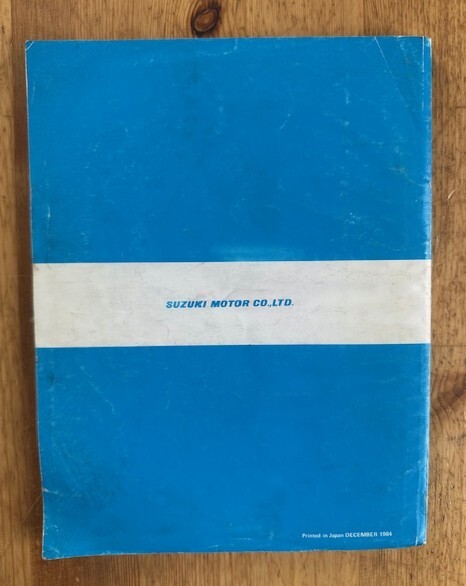 SUZUKI MOTOR CO.,LTD.
Printed in Japan DECEMBER 1984